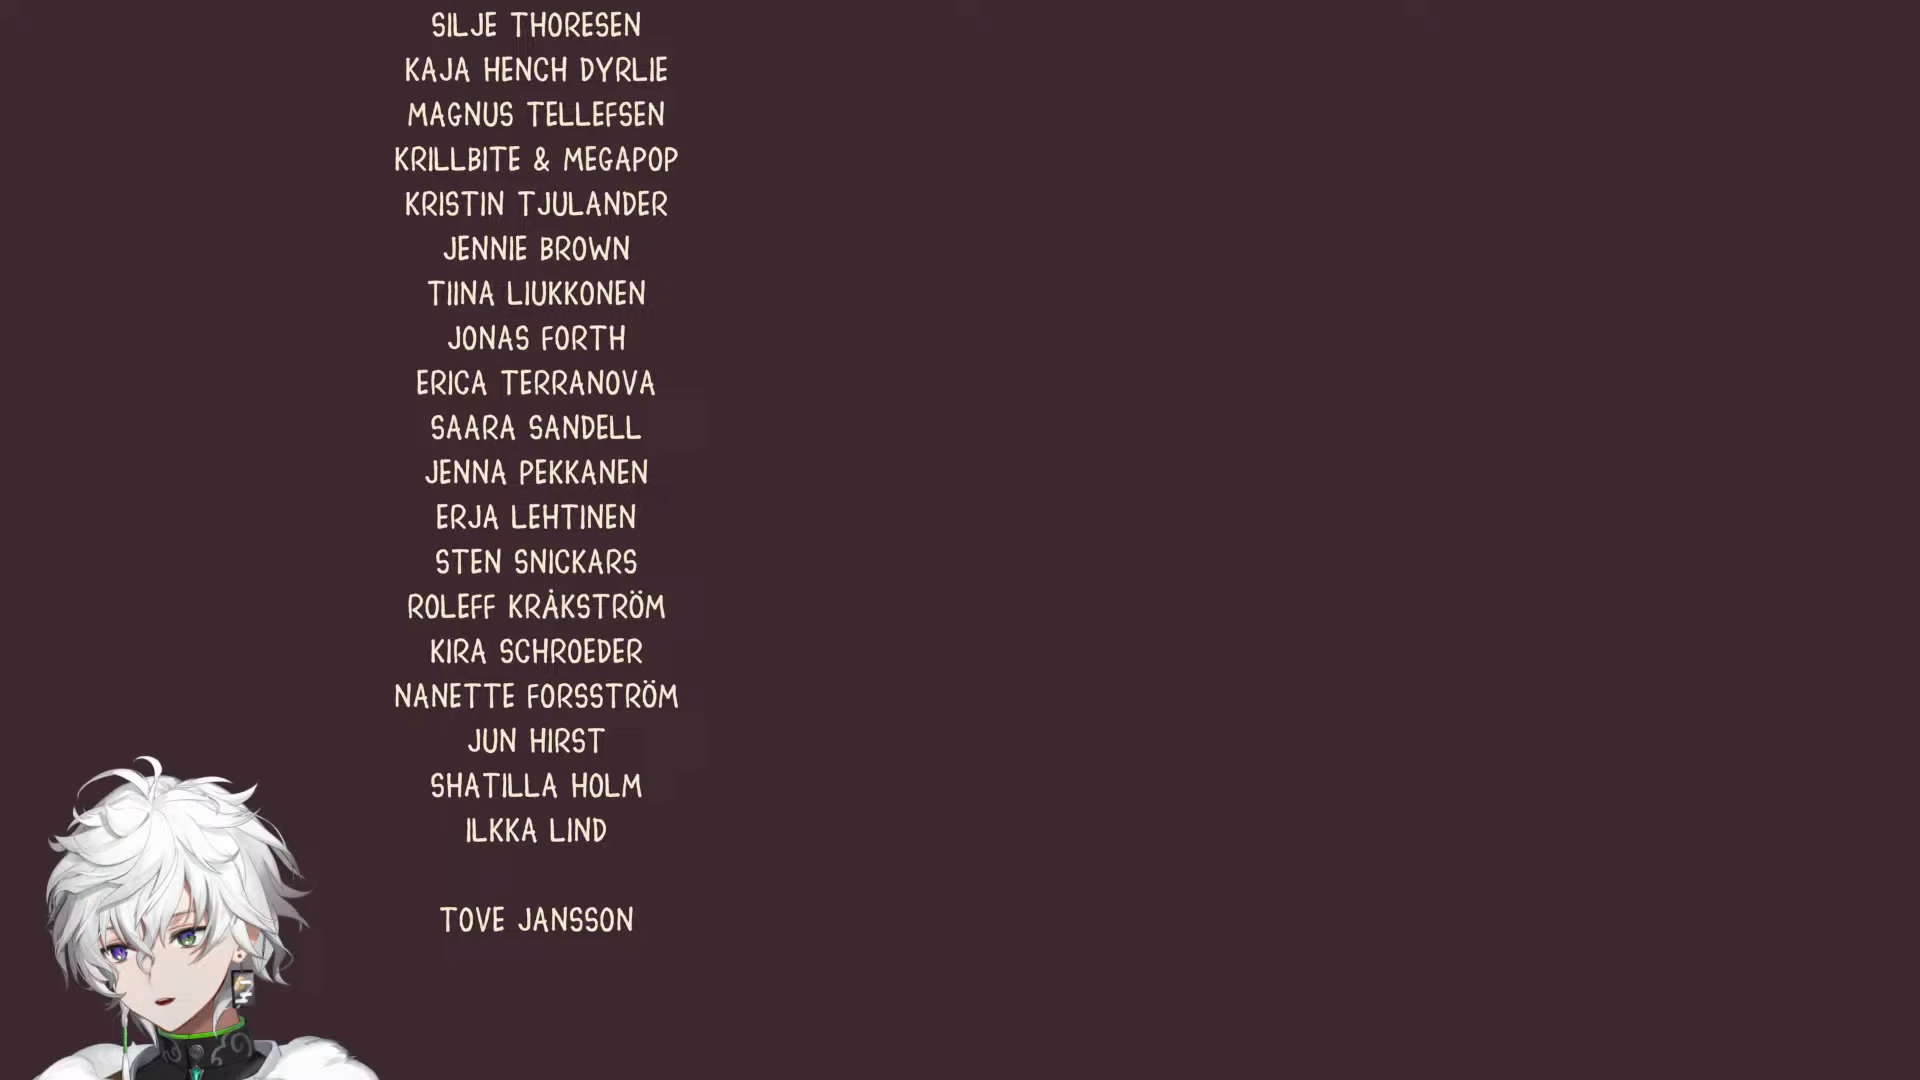 SILJE THORESEN
KAJA HENCH DYRLIE
MAGNUS TELLEFSEN
KRILLBITE & MEGAPOP
KRISTIN TJULANDER
JENNIE BROWN
TIINA LIUKKONEN
JONAS FORTH
ERICA TERRANOVA
SAARA SANDELL
JENNA PEKKANEN
ERJA LEHTINEN
STEN SNICKARS
ROLEFF KRÅKSTRÖM
KIRA SCHROEDER
NANETTE FORSSTRÖM
JUN HIRST
SHATILLA HOLM
ILKKA LIND
TOVE JANSSON